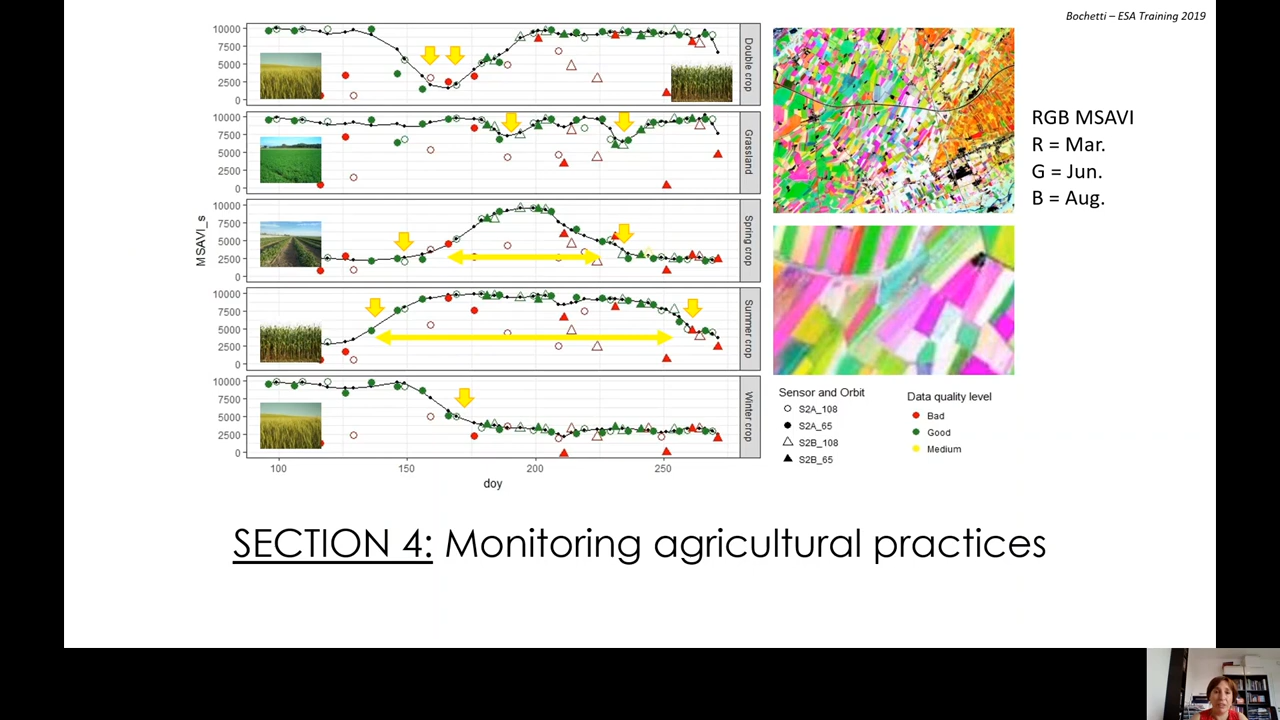 Bochetti – ESA Training 2019
10000
7500
5000
2500
0
Double crop
10000
7500
5000
2500
0
Grassland
MSAVI_s
10000
7500
5000
2500
0
Spring crop
10000
7500
5000
2500
0
Summer crop
10000
7500
5000
2500
0
Winter crop
100
150
200
250
doy
RGB MSAVI
R = Mar.
G = Jun.
B = Aug.
Sensor and Orbit
S2A_108
S2A_65
S2B_108
S2B_65
Data quality level
Bad
Good
Medium
SECTION 4: Monitoring agricultural practices